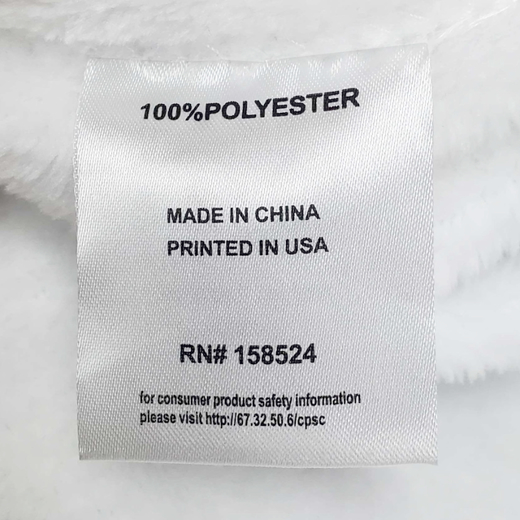 100%POLYESTER
MADE IN CHINA
PRINTED IN USA
RN# 158524
for consumer product safety information
please visit http://67.32.50.6/cpsc